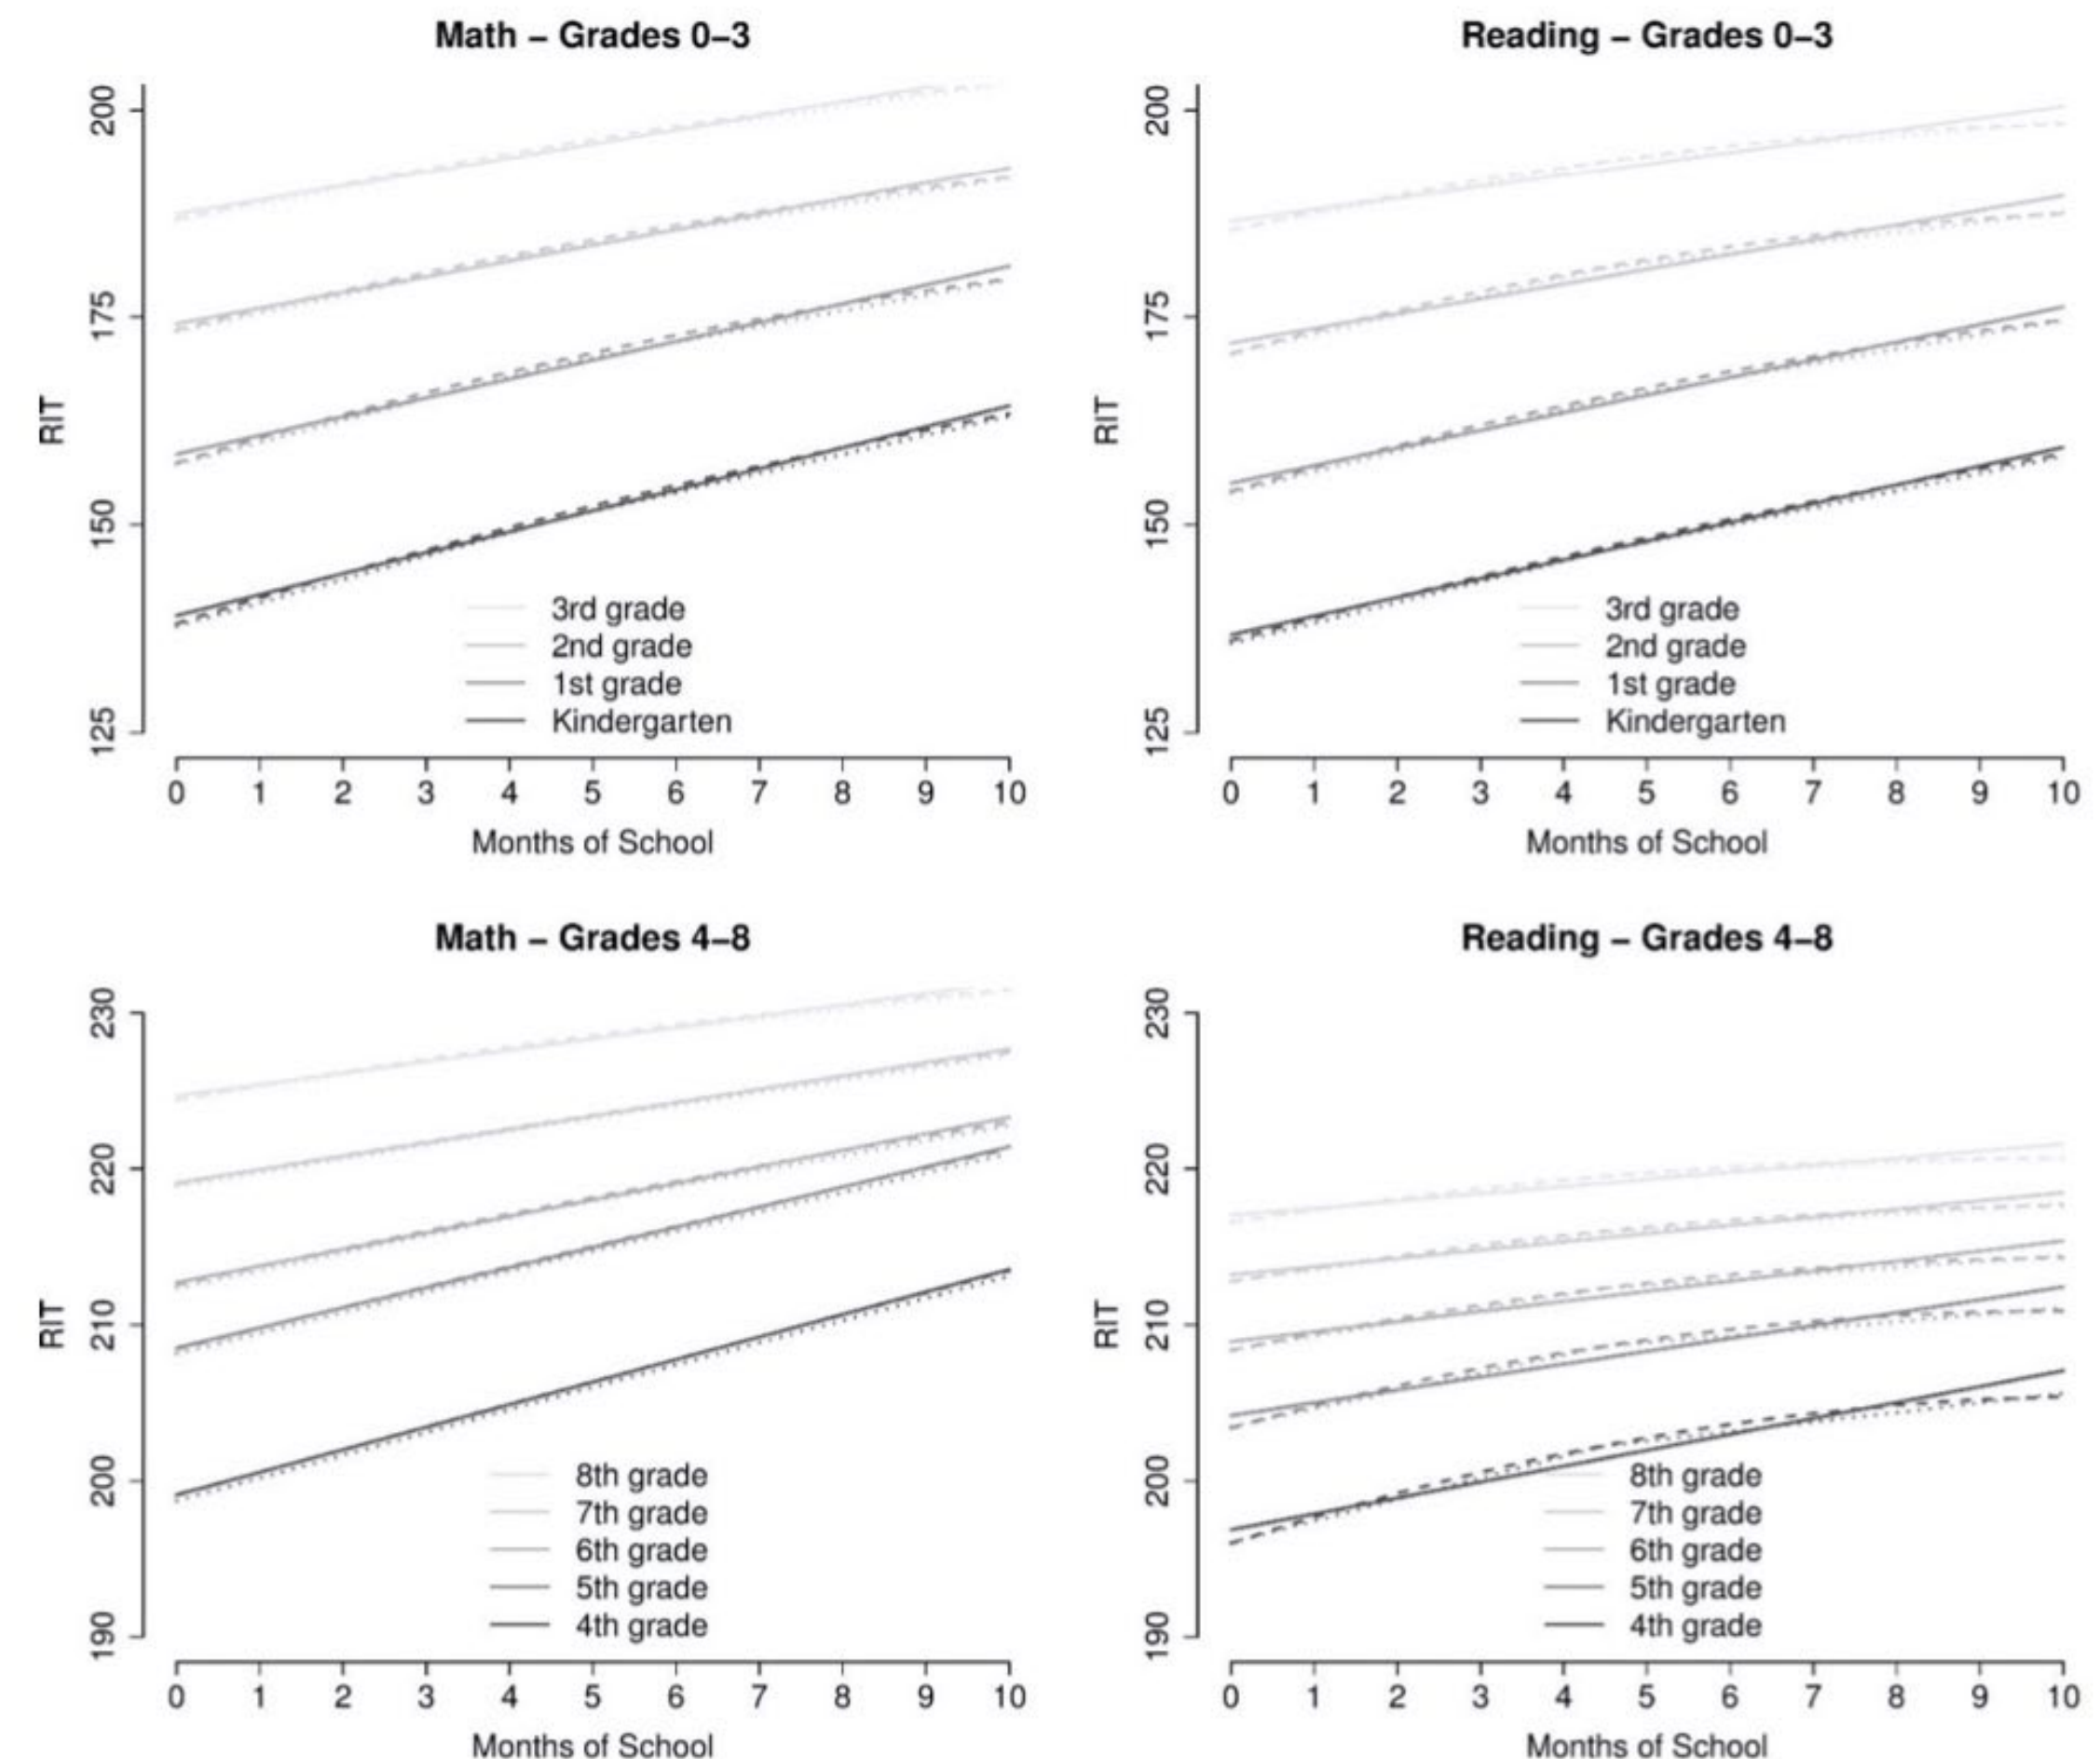 Math – Grades 0–3
RIT
200
175
150
125
3rd grade
2nd grade
1st grade
Kindergarten
0 1 2 3 4 5 6 7 8 9 10
Months of School
Reading – Grades 0–3
RIT
200
175
150
125
3rd grade
2nd grade
1st grade
Kindergarten
0 1 2 3 4 5 6 7 8 9 10
Months of School
Math – Grades 4–8
RIT
230
220
210
200
190
8th grade
7th grade
6th grade
5th grade
4th grade
0 1 2 3 4 5 6 7 8 9 10
Months of School
Reading – Grades 4–8
RIT
230
220
210
200
190
8th grade
7th grade
6th grade
5th grade
4th grade
0 1 2 3 4 5 6 7 8 9 10
Months of School